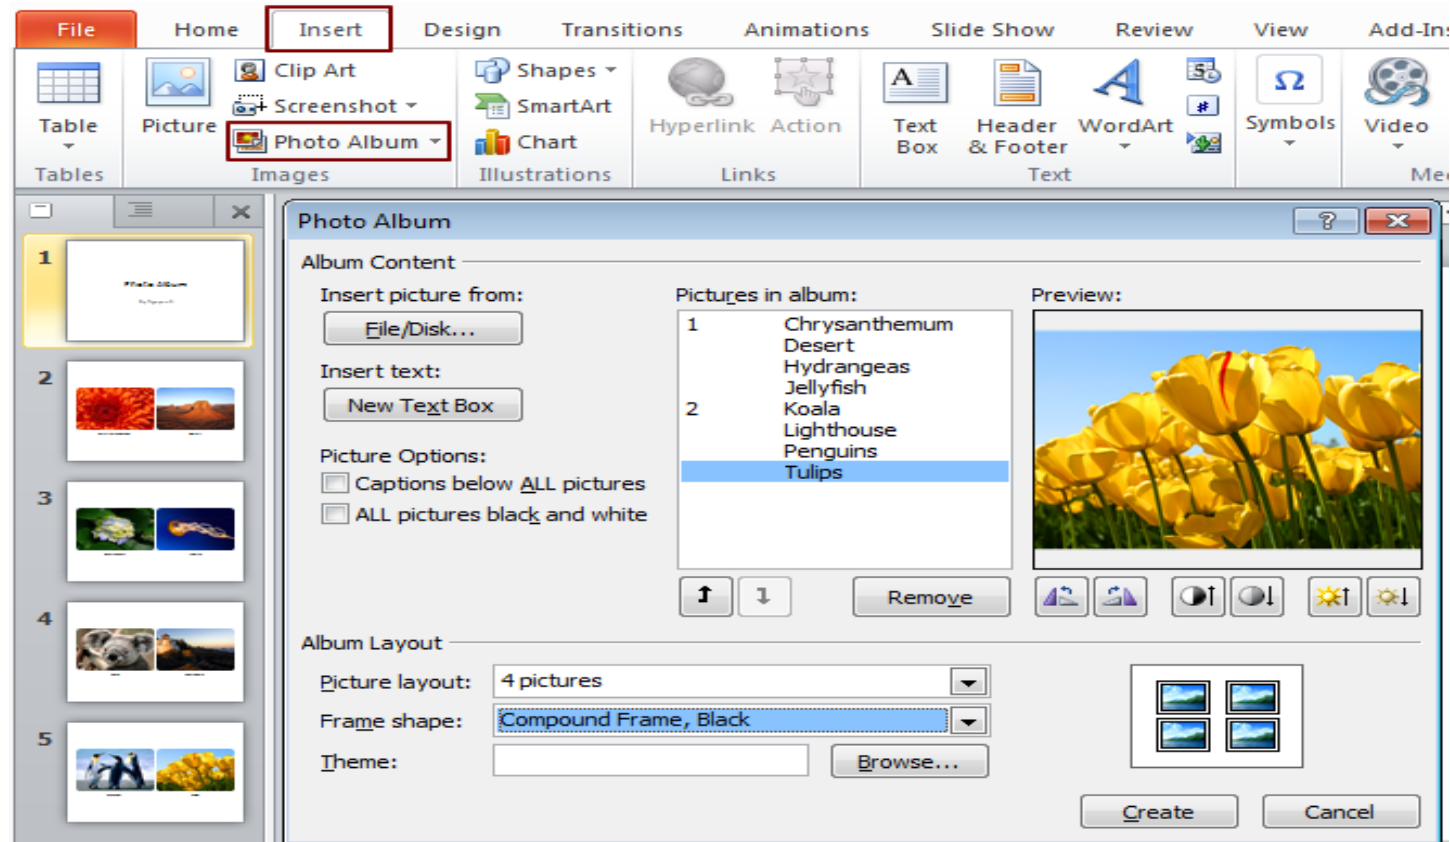 File Home Insert Design Transitions Animations Slide Show Review View Add-Ins
Clip Art
Screenshot
Photo Album
Shapes
SmartArt
Chart
Table Picture Hyperlink Action Text Box Header & Footer WordArt Symbols Video
Tables Images Illustrations Links Text
Photo Album
Album Content
Insert picture from: Pictures in album: Preview:
File/Disk...
Insert text:
New Text Box
Picture Options:
Captions below ALL pictures
ALL pictures black and white
1 Chrysanthemum
Desert
Hydrangeas
Jellyfish
2 Koala
Lighthouse
Penguins
Tulips
Remove
Album Layout
Picture layout: 4 pictures
Frame shape: Compound Frame, Black
Theme: Browse...
Create Cancel
1
Photo Album
2
3
4
5